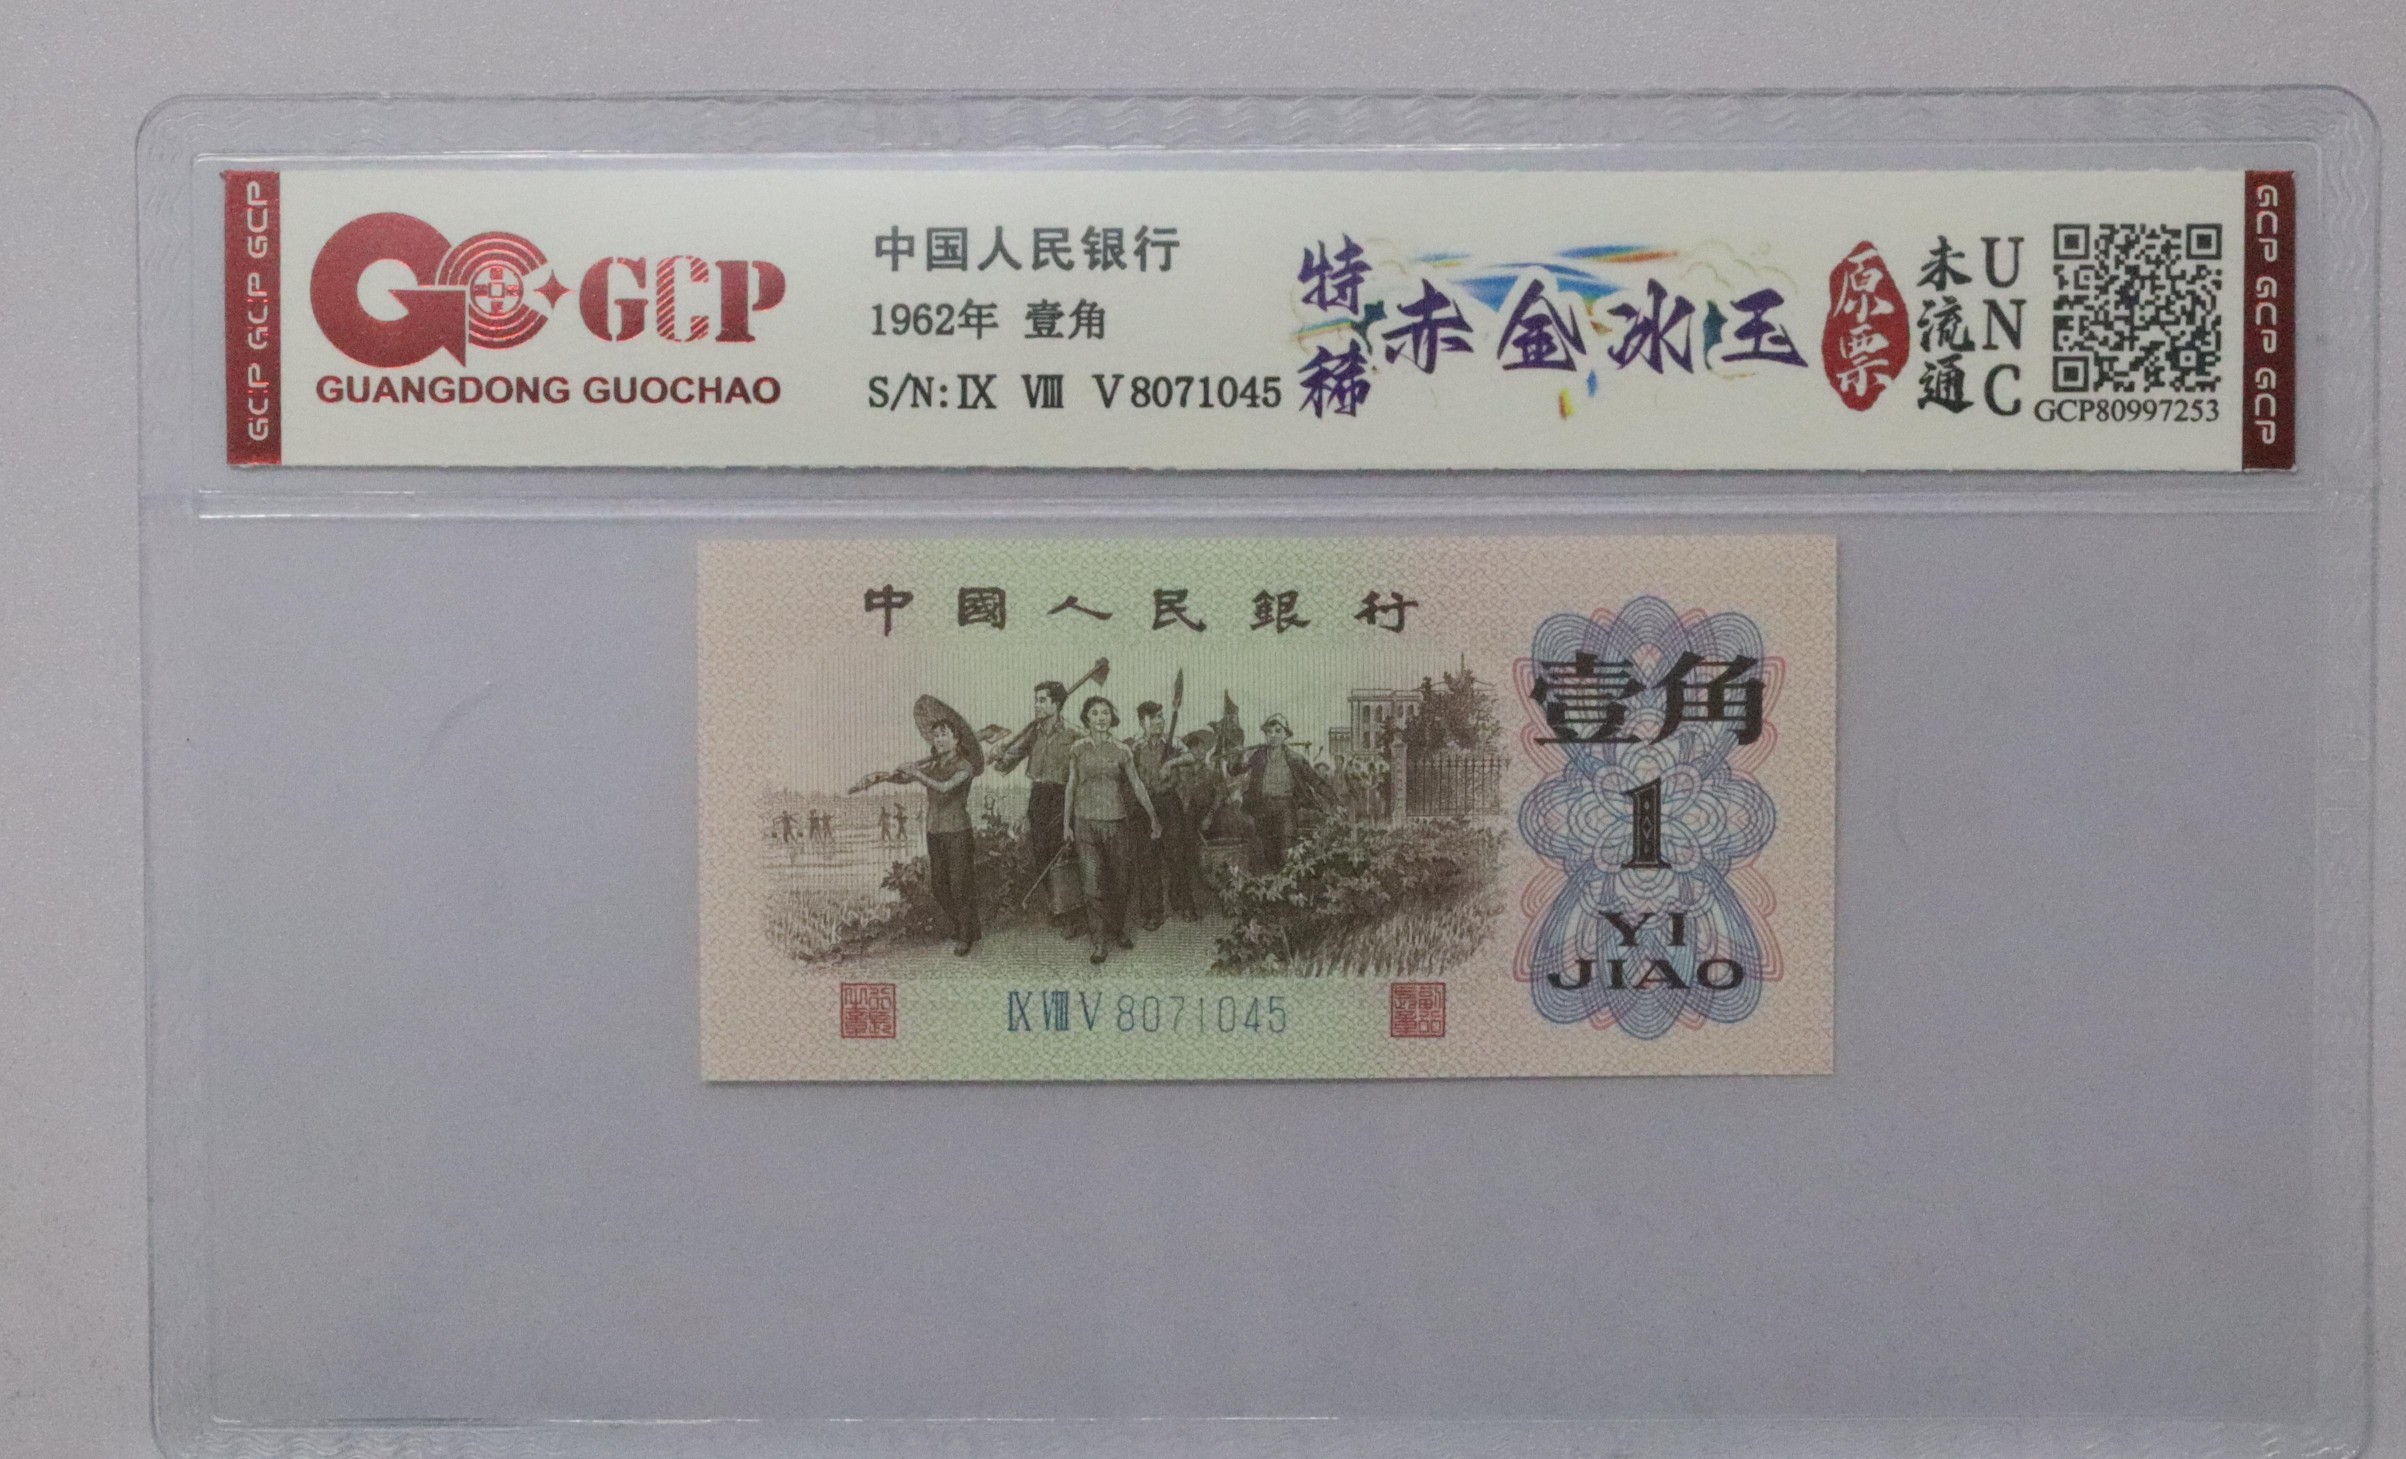 GCP GCP GCP
GCP
GUANGDONG GUOCHAO
中国人民银行
1962年 壹角
S/N: IX VIII V 8071045
特稀
赤金冰玉
原票
未流通
UNC
GCP80997253
GCP GCP GCP
中國人民銀行
壹角
1
YI
JIAO
IX VIII V 8071045